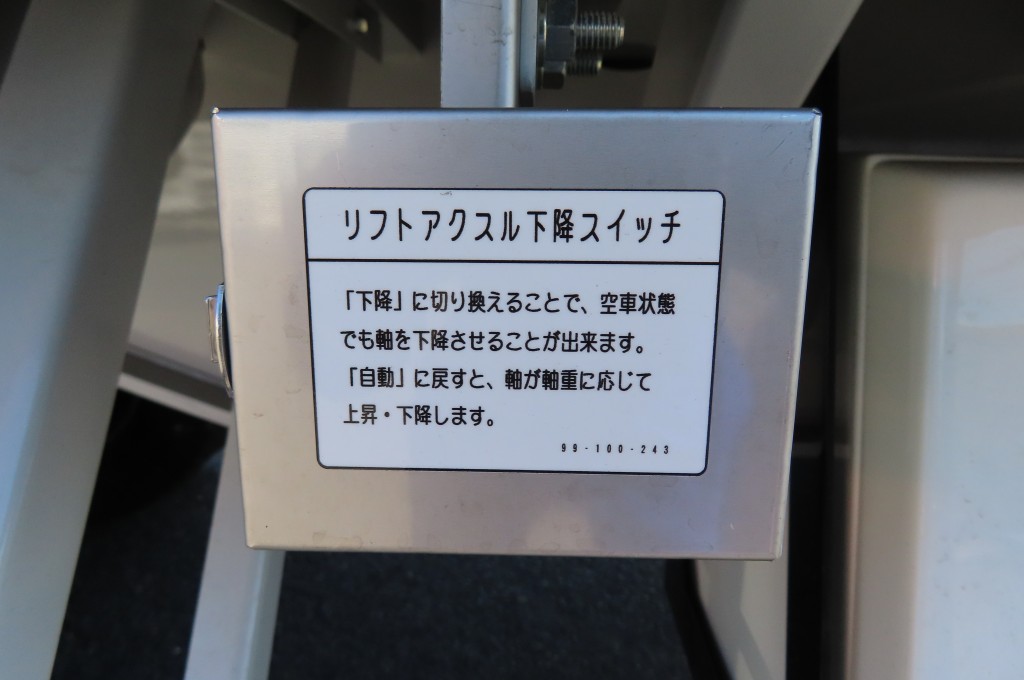 リフトアクスル下降スイッチ
「下降」に切り換えることで、空車状態
でも軸を下降させることが出来ます。
「自動」に戻すと、軸が軸重に応じて
上昇・下降します。
99-100-243